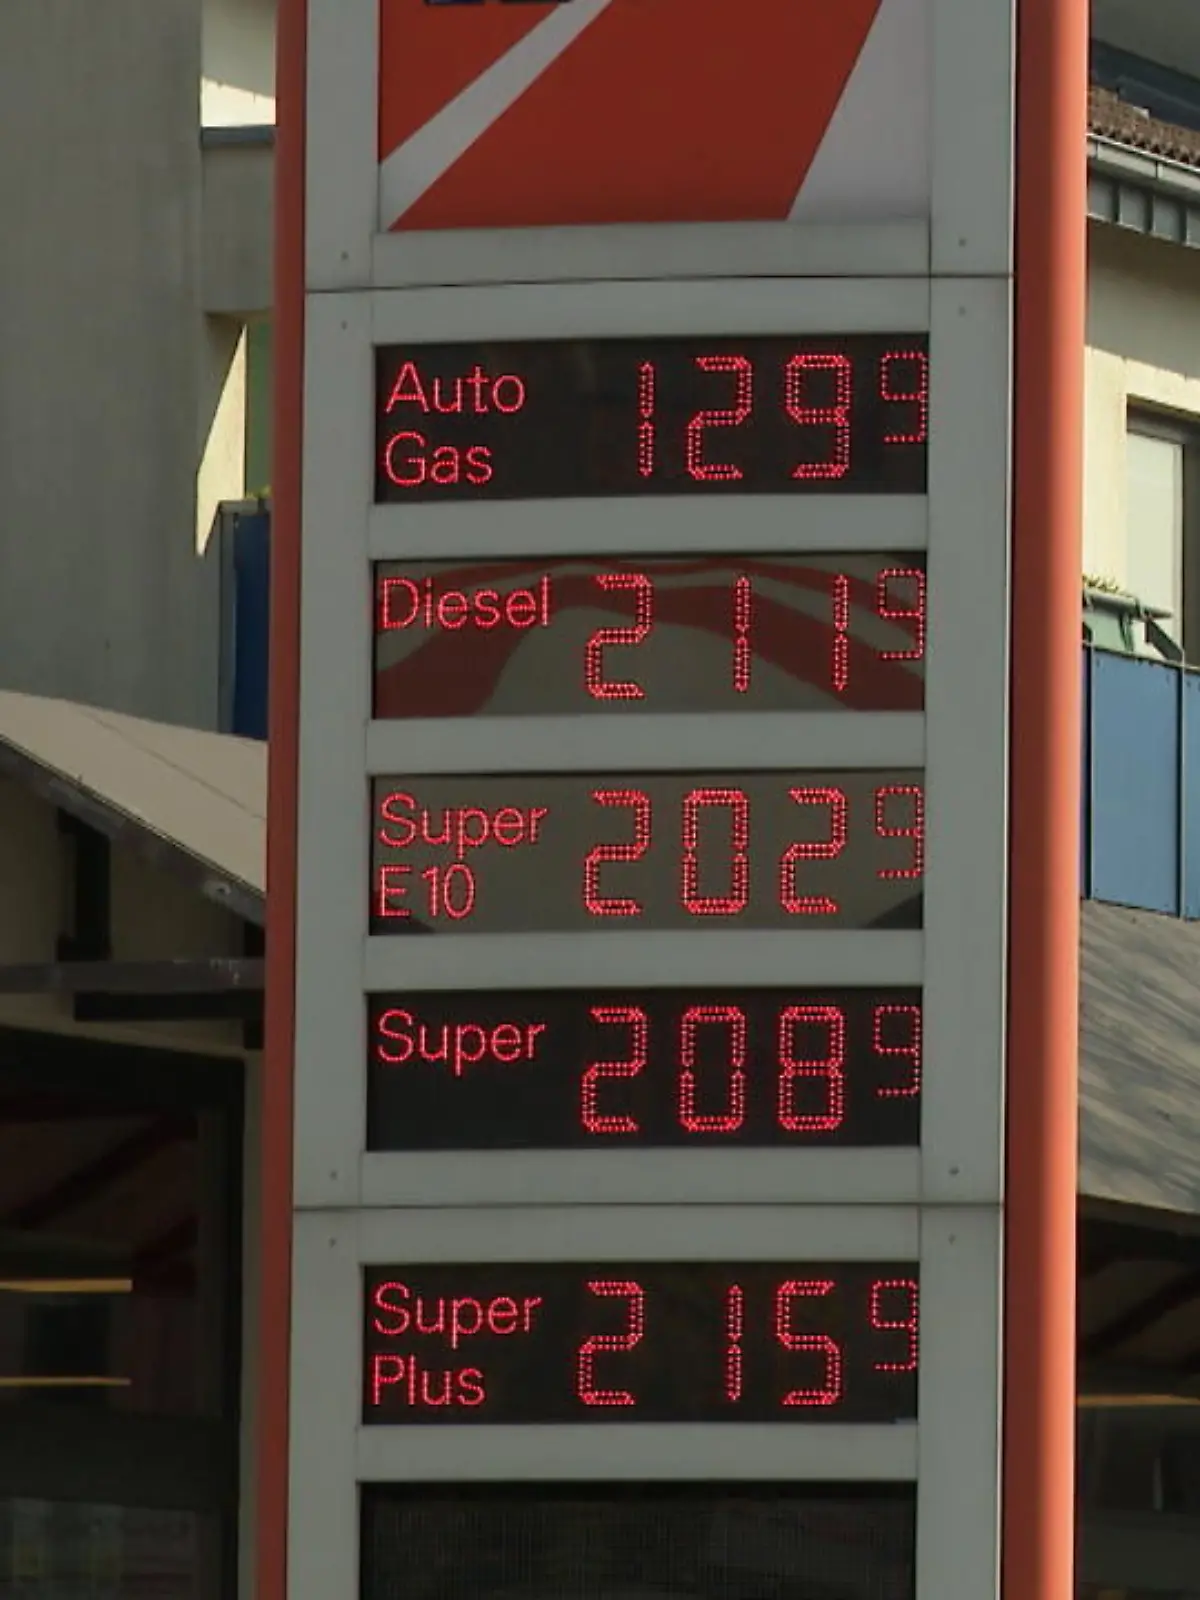 Auto 129⁹
Gas
Diesel 211⁹
Super 202⁹
E10
Super 208⁹
Super 215⁹
Plus